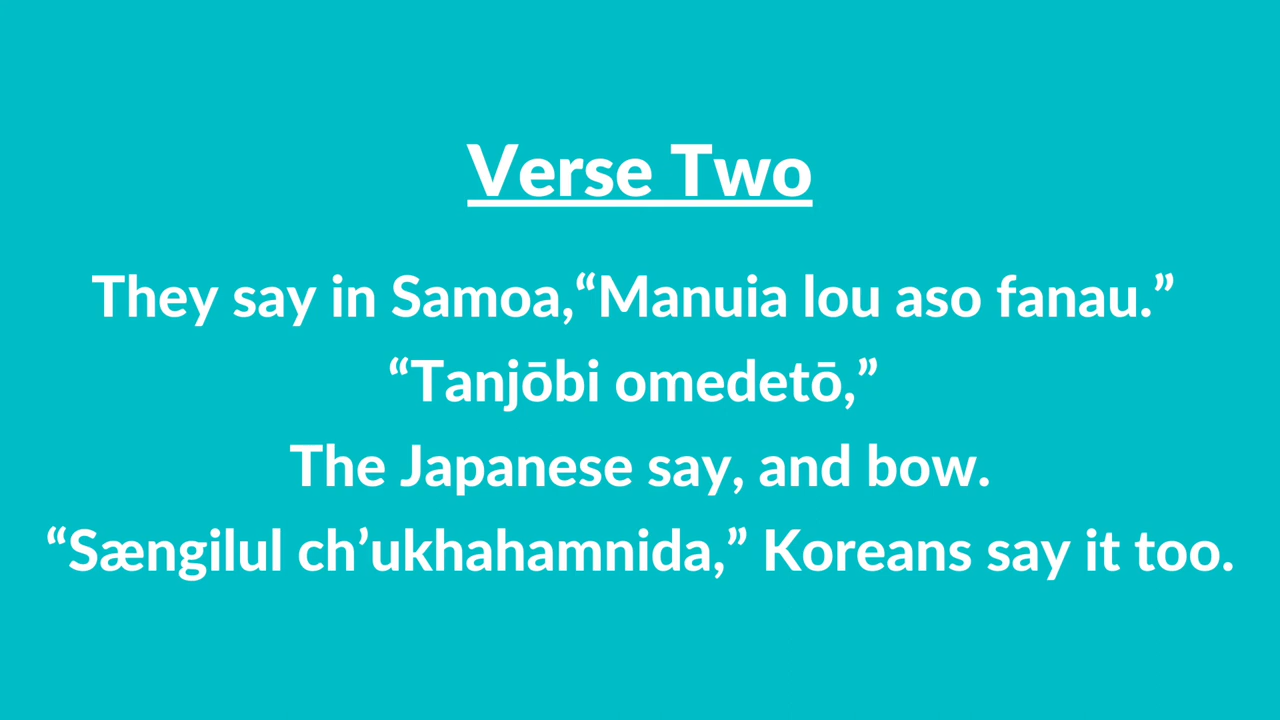 Verse Two
They say in Samoa,“Manuia lou aso fanau.”
“Tanjōbi omedetō,”
The Japanese say, and bow.
“Sængilul ch’ukhahamnida,” Koreans say it too.